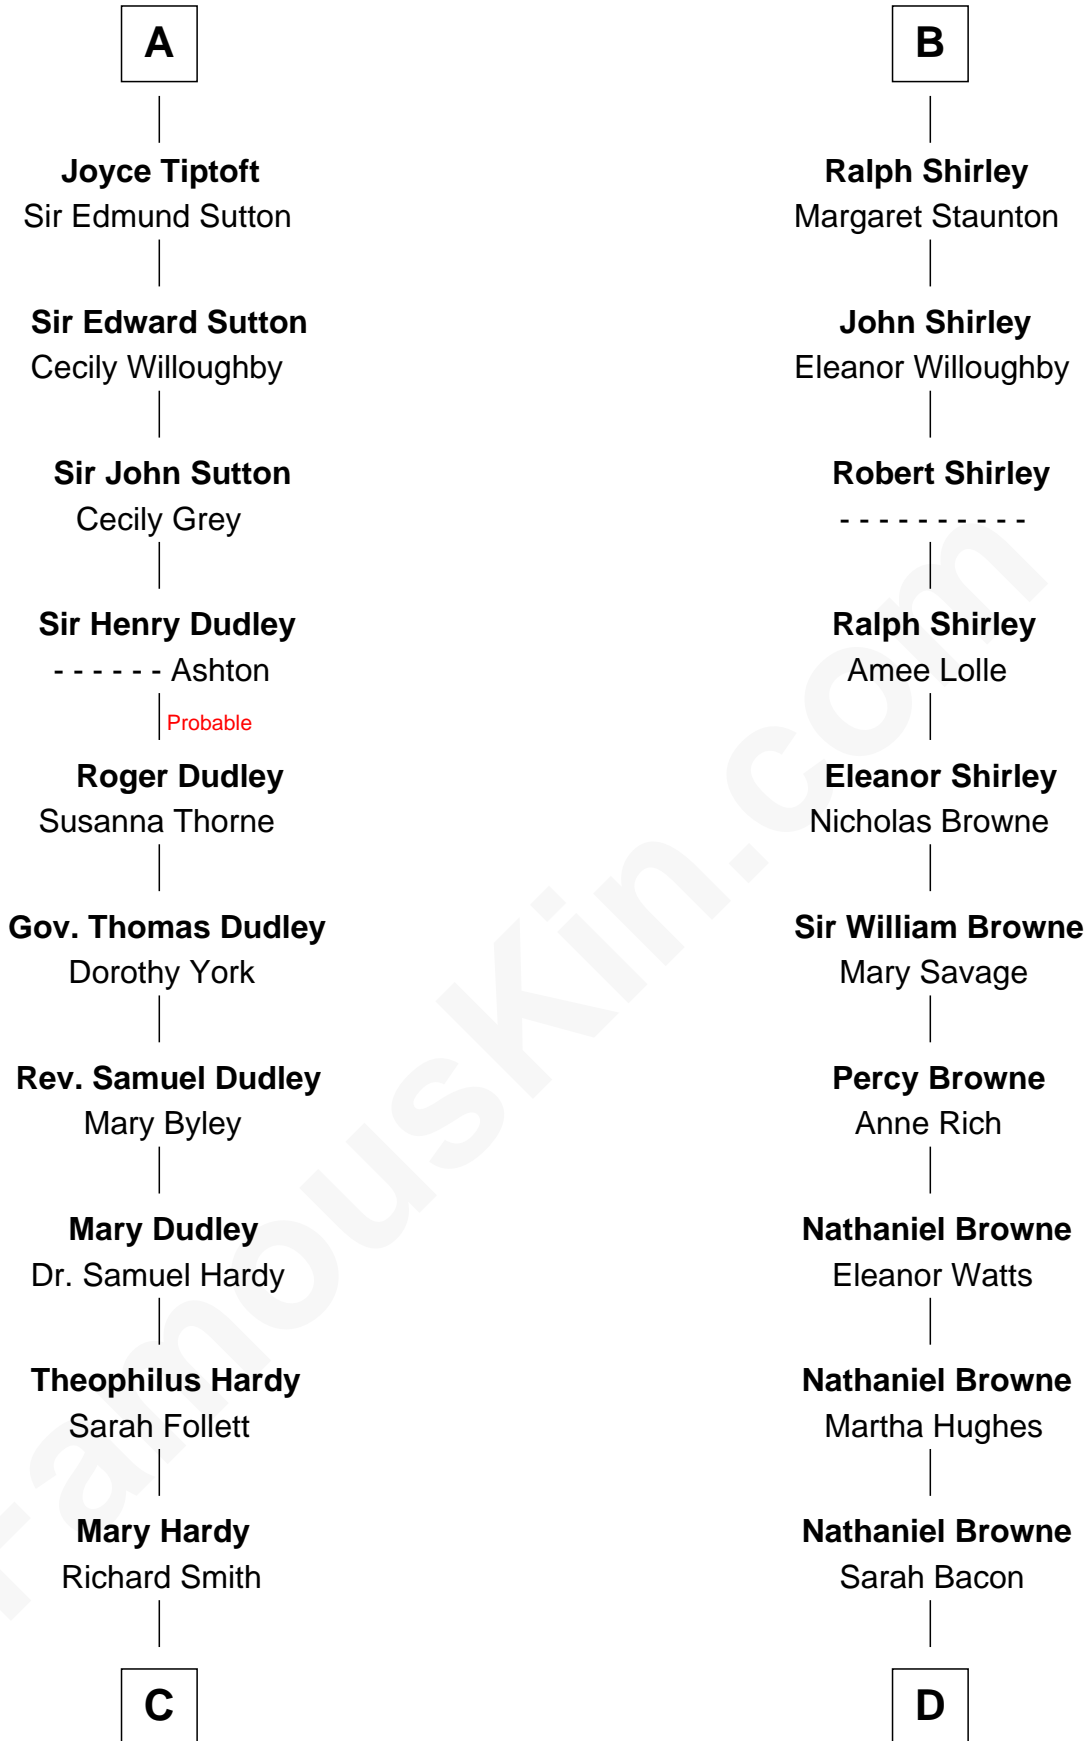 A
Joyce Tiptoft
Sir Edmund Sutton
Sir Edward Sutton
Cecily Willoughby
Sir John Sutton
Cecily Grey
Sir Henry Dudley
- - - - - - Ashton
Probable
Roger Dudley
Susanna Thorne
Gov. Thomas Dudley
Dorothy York
Rev. Samuel Dudley
Mary Byley
Mary Dudley
Dr. Samuel Hardy
Theophilus Hardy
Sarah Follett
Mary Hardy
Richard Smith
C
B
Ralph Shirley
Margaret Staunton
John Shirley
Eleanor Willoughby
Robert Shirley
- - - - - - - - - -
Ralph Shirley
Amee Lolle
Eleanor Shirley
Nicholas Browne
Sir William Browne
Mary Savage
Percy Browne
Anne Rich
Nathaniel Browne
Eleanor Watts
Nathaniel Browne
Martha Hughes
Nathaniel Browne
Sarah Bacon
D
FamousKin.com